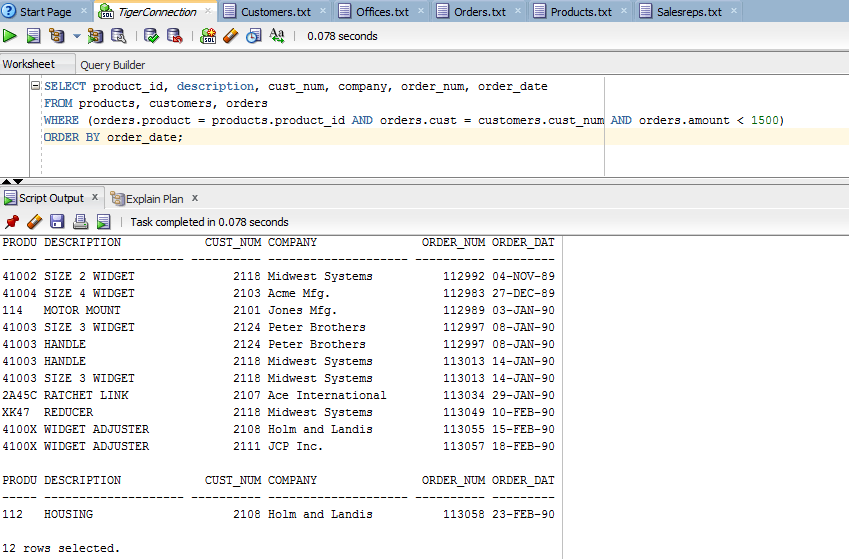 Start Page TigerConnection Customers.txt Offices.txt Orders.txt Products.txt Salesreps.txt
SQL SQL Aa 0.078 seconds
Worksheet Query Builder
SELECT product_id, description, cust_num, company, order_num, order_date
FROM products, customers, orders
WHERE (orders.product = products.product_id AND orders.cust = customers.cust_num AND orders.amount < 1500)
ORDER BY order_date;
Script Output x Explain Plan x
Task completed in 0.078 seconds
PRODU DESCRIPTION CUST_NUM COMPANY ORDER_NUM ORDER_DAT
----- -------------------- ---------- -------------------- ---------- ---------
41002 SIZE 2 WIDGET 2118 Midwest Systems 112992 04-NOV-89
41004 SIZE 4 WIDGET 2103 Acme Mfg. 112983 27-DEC-89
114 MOTOR MOUNT 2101 Jones Mfg. 112989 03-JAN-90
41003 SIZE 3 WIDGET 2124 Peter Brothers 112997 08-JAN-90
41003 HANDLE 2124 Peter Brothers 112997 08-JAN-90
41003 HANDLE 2118 Midwest Systems 113013 14-JAN-90
41003 SIZE 3 WIDGET 2118 Midwest Systems 113013 14-JAN-90
2A45C RATCHET LINK 2107 Ace International 113034 29-JAN-90
XK47 REDUCER 2118 Midwest Systems 113049 10-FEB-90
4100X WIDGET ADJUSTER 2108 Holm and Landis 113055 15-FEB-90
4100X WIDGET ADJUSTER 2111 JCP Inc. 113057 18-FEB-90
PRODU DESCRIPTION CUST_NUM COMPANY ORDER_NUM ORDER_DAT
----- -------------------- ---------- -------------------- ---------- ---------
112 HOUSING 2108 Holm and Landis 113058 23-FEB-90
12 rows selected.